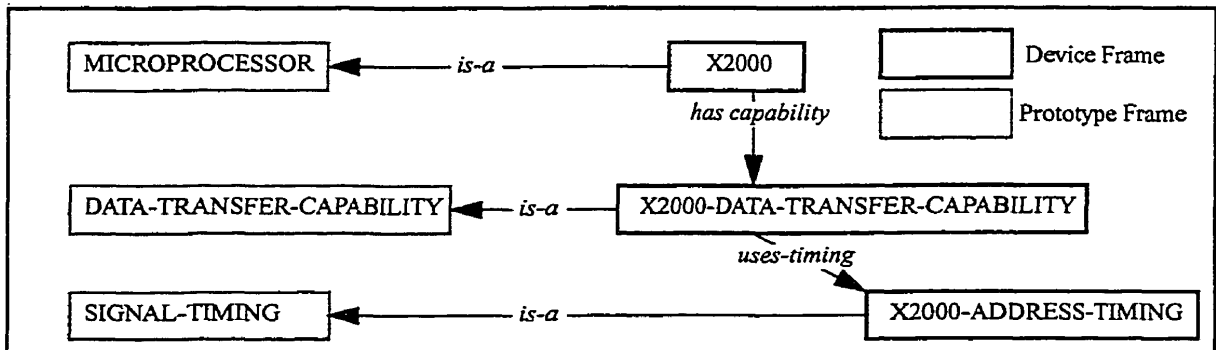 MICROPROCESSOR
is-a
X2000
Device Frame
has capability
Prototype Frame
DATA-TRANSFER-CAPABILITY
is-a
X2000-DATA-TRANSFER-CAPABILITY
uses-timing
SIGNAL-TIMING
is-a
X2000-ADDRESS-TIMING